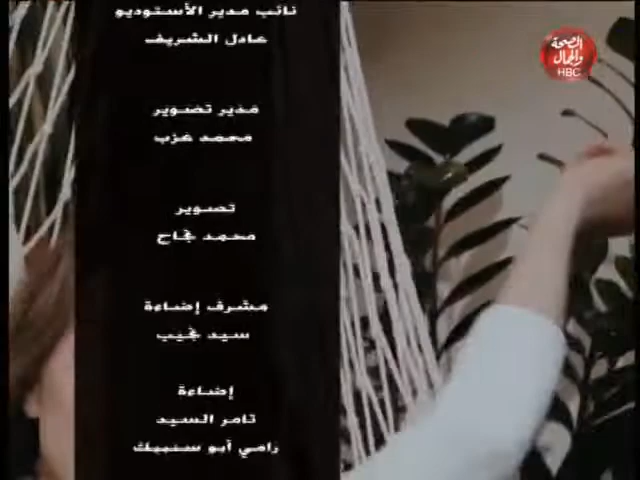 نائب مدير الأستوديو
عادل الشريف
مدير تصوير
محمد عزب
تصوير
محمد نجاح
مشرف إضاءة
سيد نجيب
إضاءة
تامر السيد
رامي أبو سنبيك
الصحة
والجمال
HBC